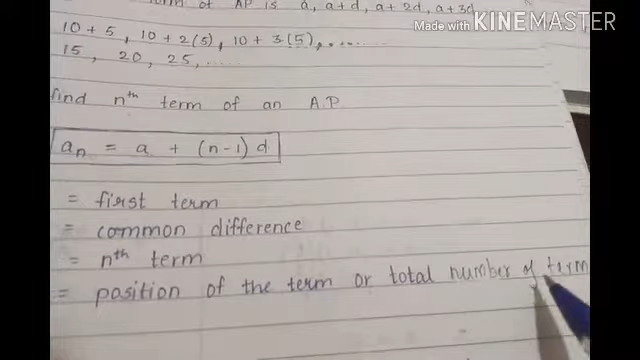 term of AP is a, a+d, a+2d, a+3d
Made with KINEMASTER
10 + 5 , 10 + 2(5) , 10 + 3(5), ........
15 , 20 , 25 , .....
find nth term of an A.P
an = a + (n-1) d
= first term
= common difference
= nth term
= position of the term or total number of term